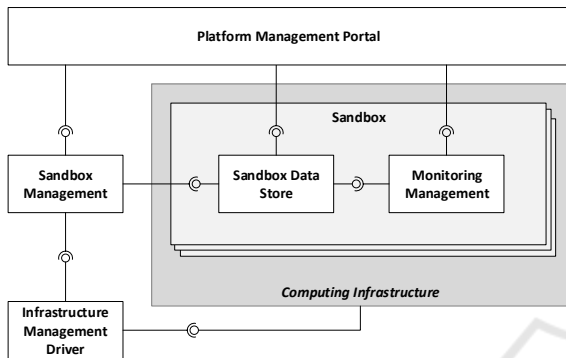 Platform Management Portal
Sandbox
Sandbox
Management
Sandbox Data
Store
Monitoring
Management
Computing Infrastructure
Infrastructure
Management
Driver